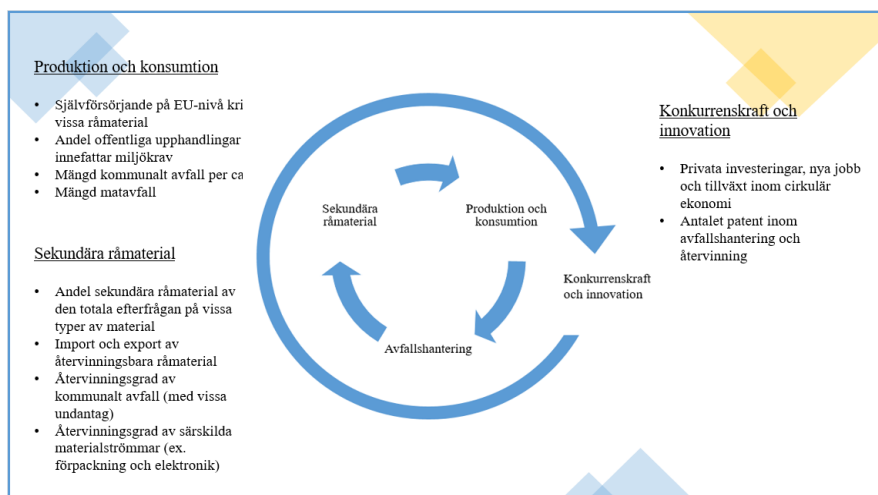 Produktion och konsumtion
• Självförsörjande på EU-nivå kri
vissa råmaterial
• Andel offentliga upphandlingar
innefattar miljökrav
• Mängd kommunalt avfall per ca
• Mängd matavfall
Sekundära råmaterial
• Andel sekundära råmaterial av
den totala efterfrågan på vissa
typer av material
• Import och export av
återvinningsbara råmaterial
• Återvinningsgrad av
kommunalt avfall (med vissa
undantag)
• Återvinningsgrad av särskilda
materialströmmar (ex.
förpackning och elektronik)
Sekundära
råmaterial
Produktion och
konsumtion
Avfallshantering
Konkurrenskraft
och innovation
Konkurrenskraft och
innovation
• Privata investeringar, nya jobb
och tillväxt inom cirkulär
ekonomi
• Antalet patent inom
avfallshantering och
återvinning